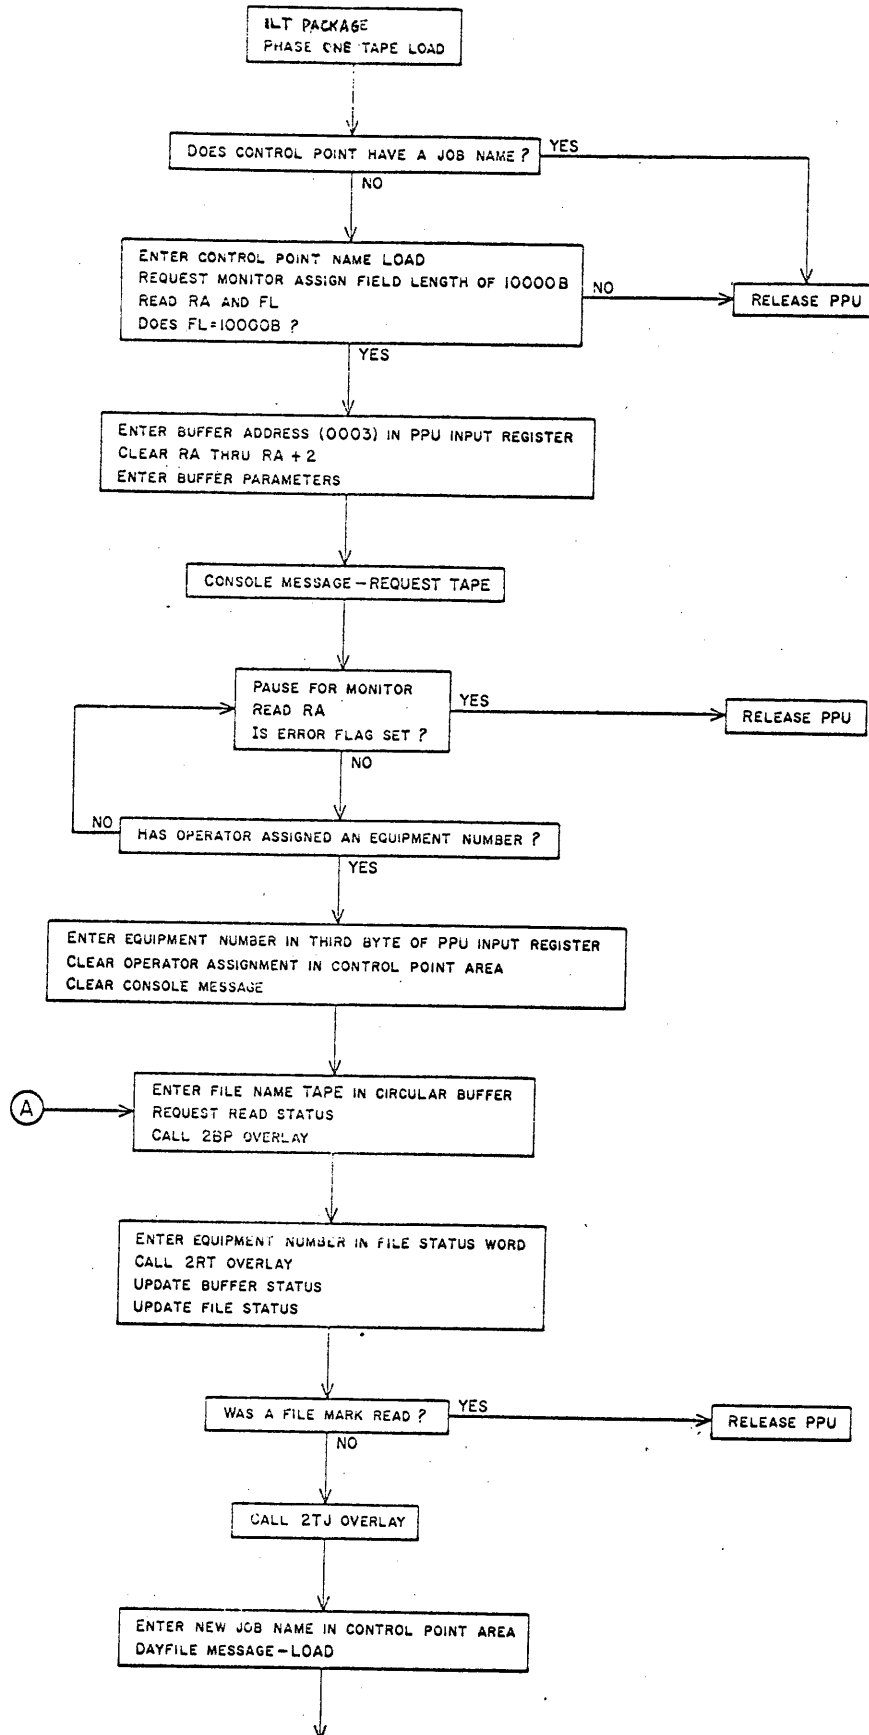 1LT PACKAGE
PHASE ONE TAPE LOAD
DOES CONTROL POINT HAVE A JOB NAME?
YES
NO
ENTER CONTROL POINT NAME LOAD
REQUEST MONITOR ASSIGN FIELD LENGTH OF 10000B
READ RA AND FL
DOES FL=10000B?
NO
RELEASE PPU
YES
ENTER BUFFER ADDRESS (0003) IN PPU INPUT REGISTER
CLEAR RA THRU RA + 2
ENTER BUFFER PARAMETERS
CONSOLE MESSAGE – REQUEST TAPE
PAUSE FOR MONITOR
READ RA
IS ERROR FLAG SET?
YES
RELEASE PPU
NO
NO
HAS OPERATOR ASSIGNED AN EQUIPMENT NUMBER?
YES
ENTER EQUIPMENT NUMBER IN THIRD BYTE OF PPU INPUT REGISTER
CLEAR OPERATOR ASSIGNMENT IN CONTROL POINT AREA
CLEAR CONSOLE MESSAGE
A
ENTER FILE NAME TAPE IN CIRCULAR BUFFER
REQUEST READ STATUS
CALL 2BP OVERLAY
ENTER EQUIPMENT NUMBER IN FILE STATUS WORD
CALL 2RT OVERLAY
UPDATE BUFFER STATUS
UPDATE FILE STATUS
WAS A FILE MARK READ?
YES
RELEASE PPU
NO
CALL 2TJ OVERLAY
ENTER NEW JOB NAME IN CONTROL POINT AREA
DAYFILE MESSAGE – LOAD